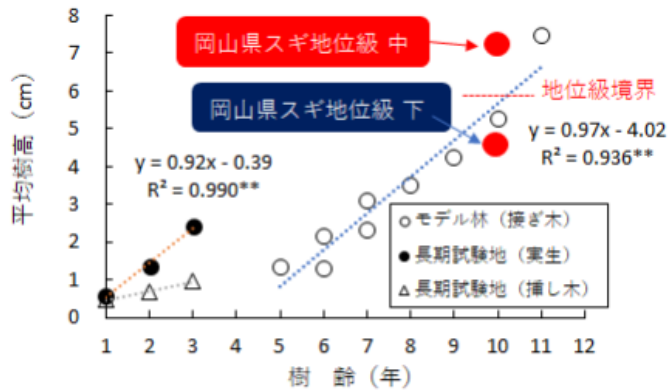 8
7
6
5
4
3
2
1
0
平均樹高（cm）
岡山県スギ地位級 中
岡山県スギ地位級 下
地位級境界
y = 0.92x - 0.39
R² = 0.990**
y = 0.97x - 4.02
R² = 0.936**
モデル林（接ぎ木）
長期試験地（実生）
長期試験地（挿し木）
1 2 3 4 5 6 7 8 9 10 11 12
樹 齢（年）